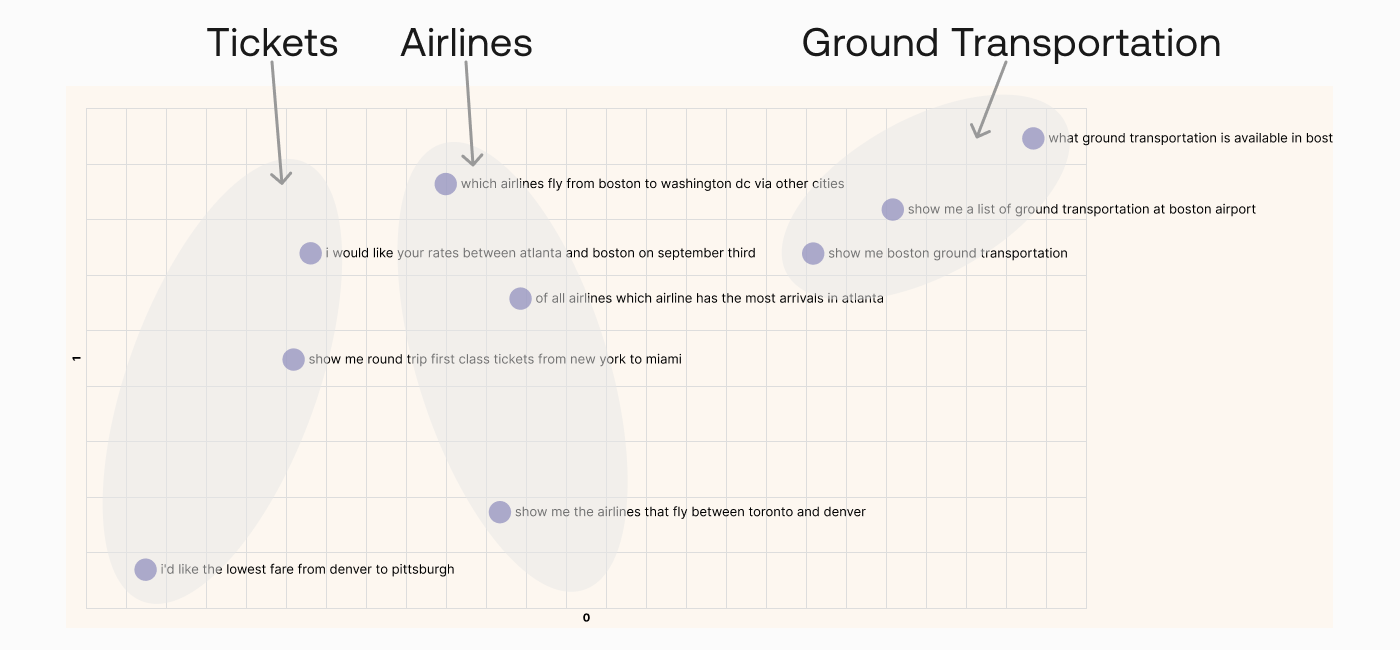 Tickets
Airlines
Ground Transportation
what ground transportation is available in bost
which airlines fly from boston to washington dc via other cities
show me a list of ground transportation at boston airport
i would like your rates between atlanta and boston on september third
show me boston ground transportation
of all airlines which airline has the most arrivals in atlanta
1
show me round trip first class tickets from new york to miami
show me the airlines that fly between toronto and denver
i'd like the lowest fare from denver to pittsburgh
0